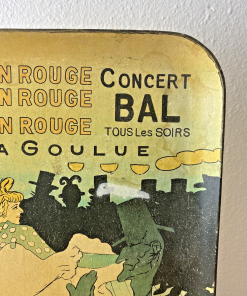 N ROUGE CONCERT
N ROUGE BAL
N ROUGE TOUS LES SOIRS
A GOULUE